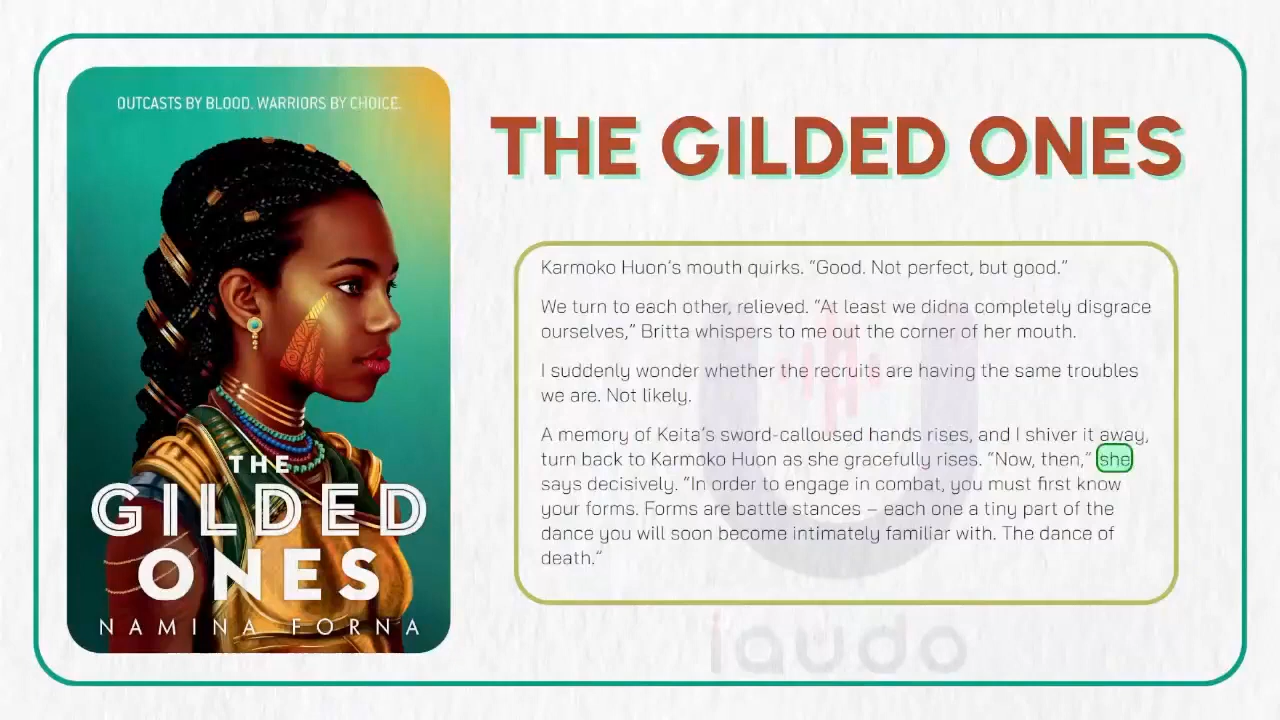 OUTCASTS BY BLOOD. WARRIORS BY CHOICE.
THE
GILDED
ONES
NAMINA FORNA
THE GILDED ONES
Karmoko Huon's mouth quirks. “Good. Not perfect, but good.”
We turn to each other, relieved. “At least we didna completely disgrace
ourselves,” Britta whispers to me out the corner of her mouth.
I suddenly wonder whether the recruits are having the same troubles
we are. Not likely.
A memory of Keita's sword-calloused hands rises, and I shiver it away,
turn back to Karmoko Huon as she gracefully rises. “Now, then,” she
says decisively. “In order to engage in combat, you must first know
your forms. Forms are battle stances – each one a tiny part of the
dance you will soon become intimately familiar with. The dance of
death.”
iaudo